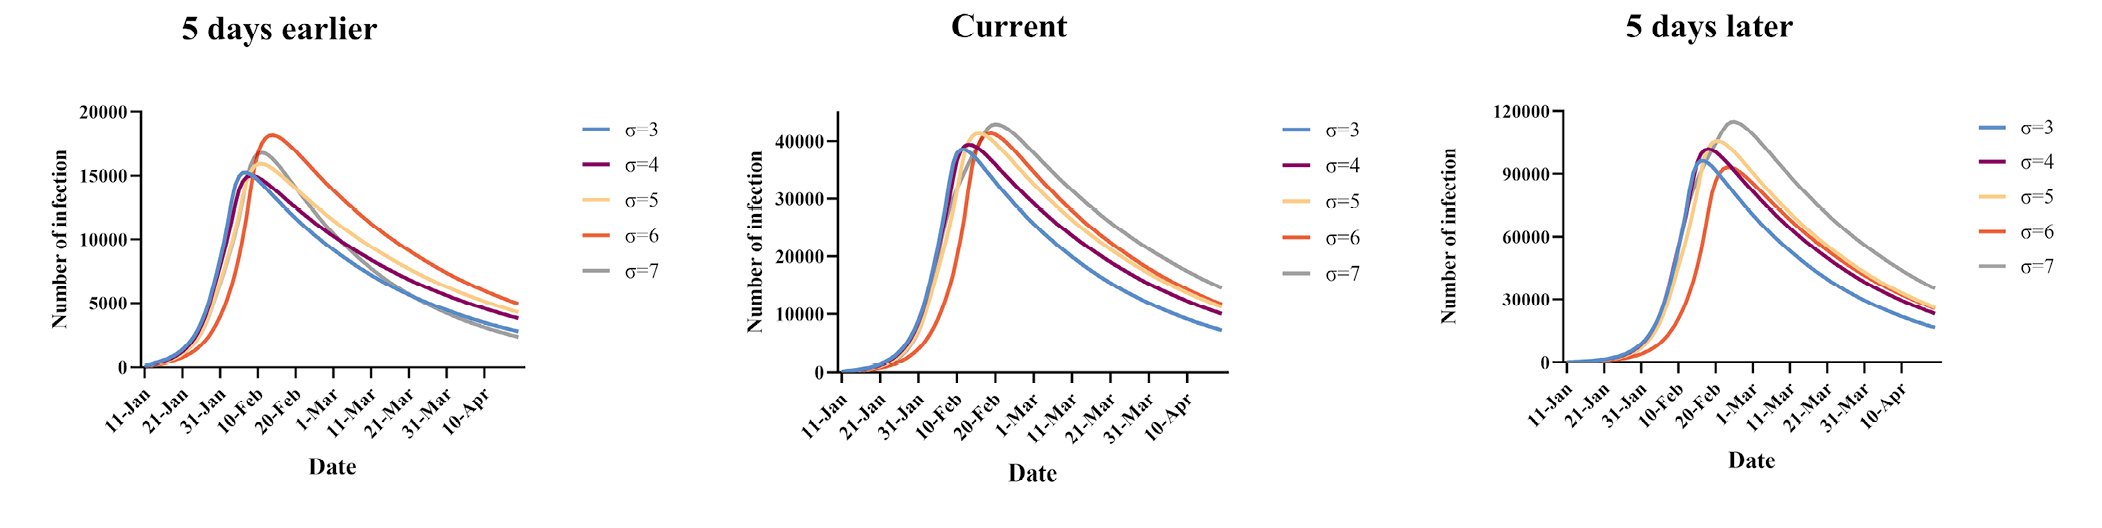 5 days earlier
Number of infection
20000
15000
10000
5000
0
11-Jan
21-Jan
31-Jan
10-Feb
20-Feb
1-Mar
11-Mar
21-Mar
31-Mar
10-Apr
Date
σ=3
σ=4
σ=5
σ=6
σ=7
Current
Number of infection
40000
30000
20000
10000
0
11-Jan
21-Jan
31-Jan
10-Feb
20-Feb
1-Mar
11-Mar
21-Mar
31-Mar
10-Apr
Date
σ=3
σ=4
σ=5
σ=6
σ=7
5 days later
Number of infection
120000
90000
60000
30000
0
11-Jan
21-Jan
31-Jan
10-Feb
20-Feb
1-Mar
11-Mar
21-Mar
31-Mar
10-Apr
Date
σ=3
σ=4
σ=5
σ=6
σ=7